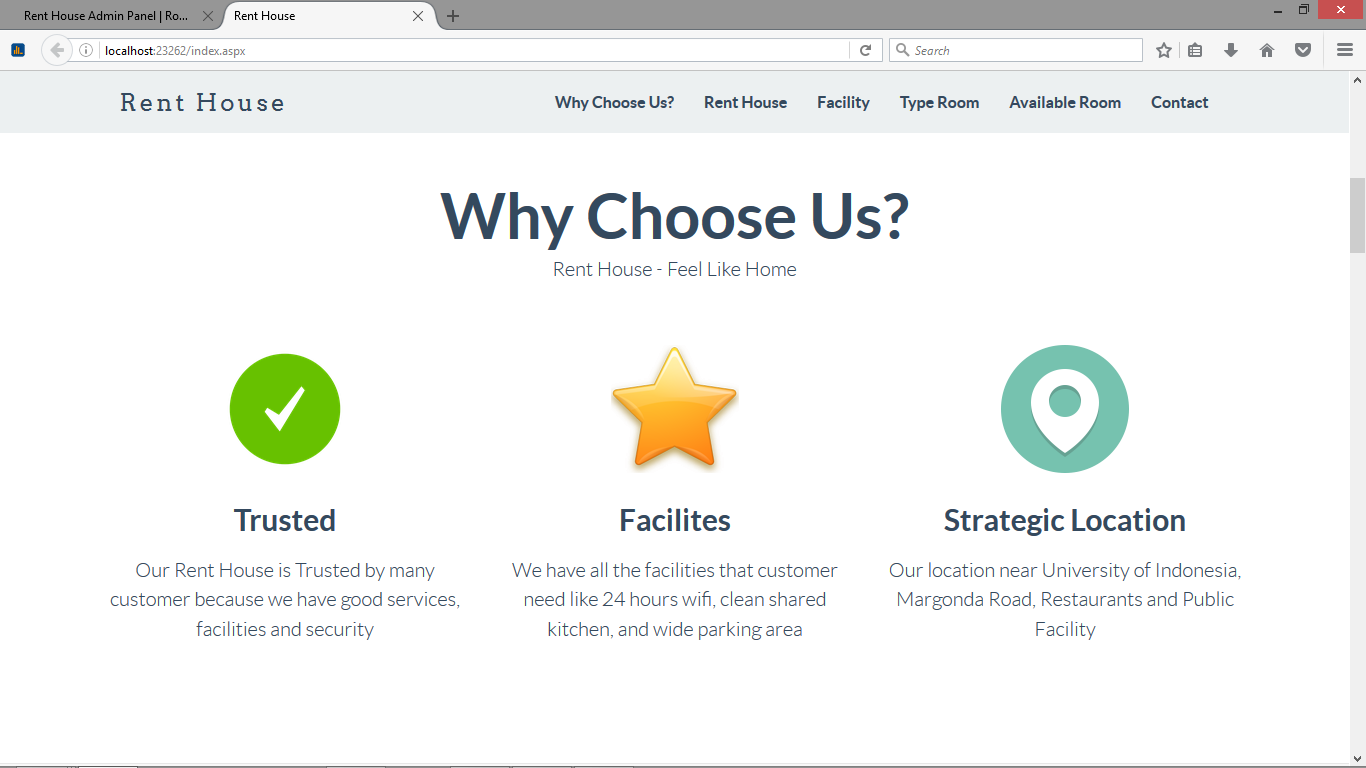 Rent House Admin Panel | Ro...
Rent House
localhost:23262/index.aspx
Search
Rent House
Why Choose Us?
Rent House
Facility
Type Room
Available Room
Contact
Why Choose Us?
Rent House - Feel Like Home
Trusted
Our Rent House is Trusted by many
customer because we have good services,
facilities and security
Facilites
We have all the facilities that customer
need like 24 hours wifi, clean shared
kitchen, and wide parking area
Strategic Location
Our location near University of Indonesia,
Margonda Road, Restaurants and Public
Facility